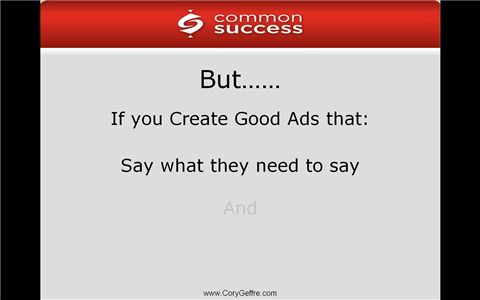 common
success
But......
If you Create Good Ads that:
Say what they need to say
And
www.CoryGeffre.com